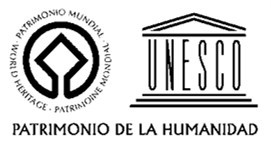 PATRIMONIO MUNDIAL • WORLD HERITAGE • PATRIMOINE MONDIAL •
UNESCO
PATRIMONIO DE LA HUMANIDAD